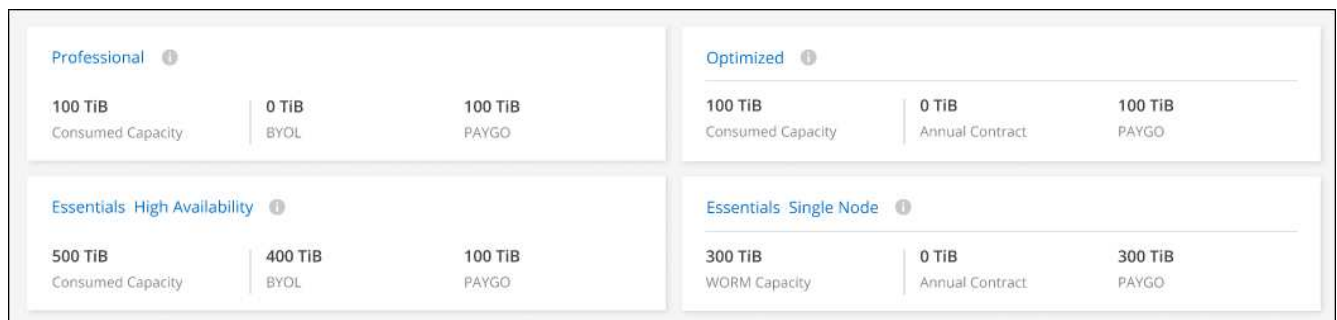 Professional
100 TiB 0 TiB 100 TiB
Consumed Capacity BYOL PAYGO
Optimized
100 TiB 0 TiB 100 TiB
Consumed Capacity Annual Contract PAYGO
Essentials High Availability
500 TiB 400 TiB 100 TiB
Consumed Capacity BYOL PAYGO
Essentials Single Node
300 TiB 0 TiB 300 TiB
WORM Capacity Annual Contract PAYGO